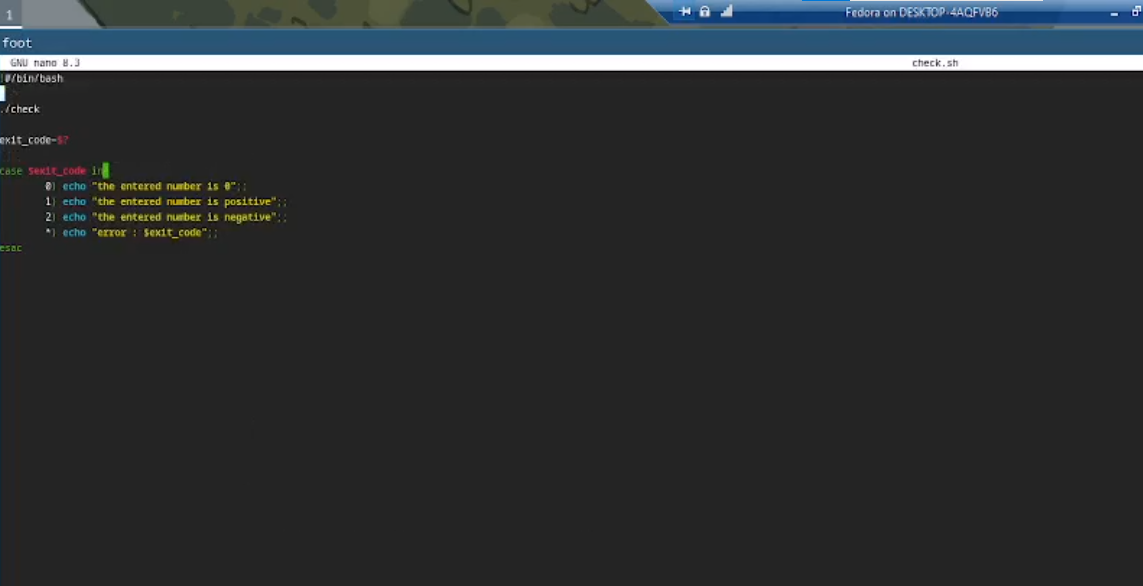 1
Fedora on DESKTOP-4AQFVB6
foot
GNU nano 8.3 check.sh
#/bin/bash
./check
exit_code=$?
case $exit_code in
0) echo "the entered number is 0";;
1) echo "the entered number is positive";;
2) echo "the entered number is negative";;
*) echo "error : $exit_code";;
esac